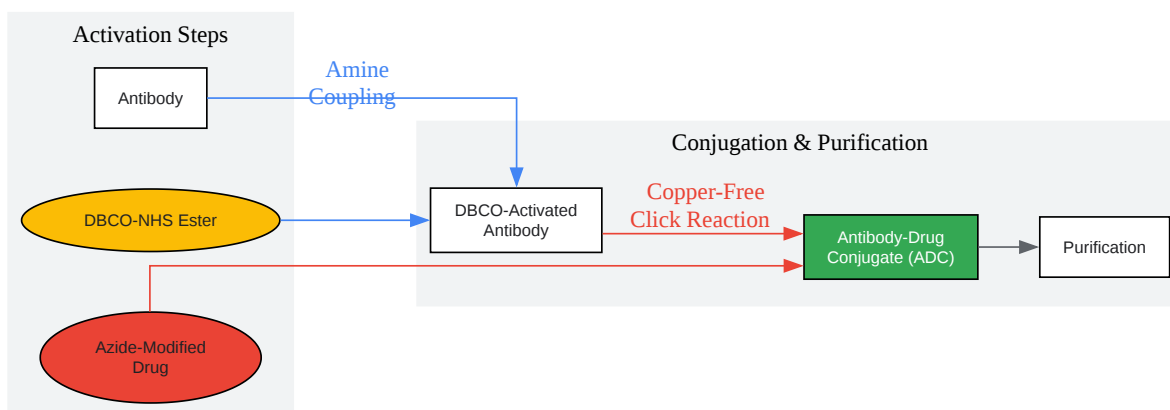 Activation Steps
Antibody
Amine
Coupling
Conjugation & Purification
DBCO-NHS Ester
DBCO-Activated
Antibody
Copper-Free
Click Reaction
Antibody-Drug
Conjugate (ADC)
Purification
Azide-Modified
Drug